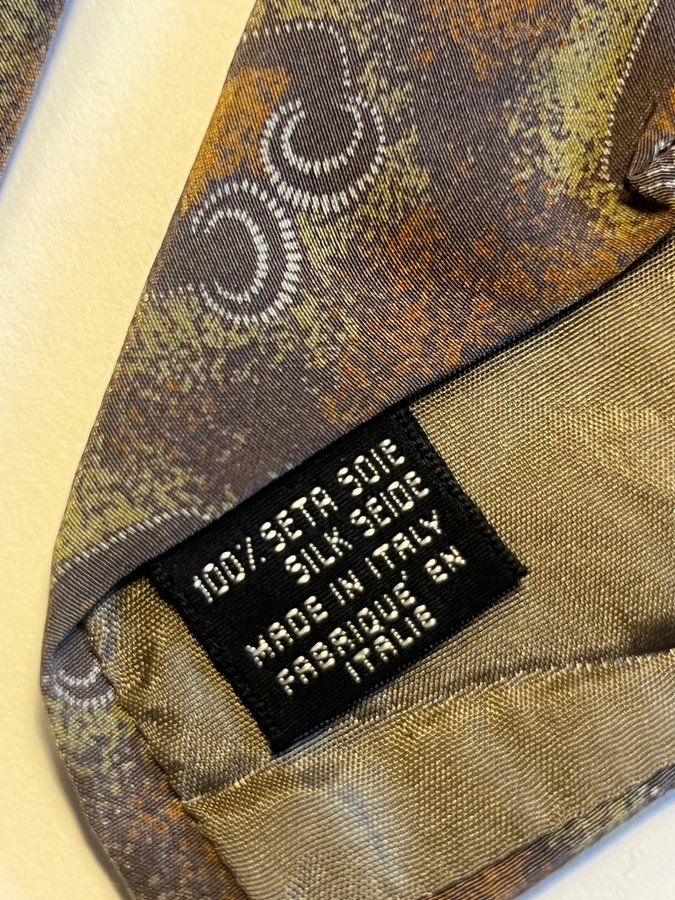 100% SETA SOIE
SILK SEIDE
MADE IN ITALY
FABRIQUE' EN
ITALIE